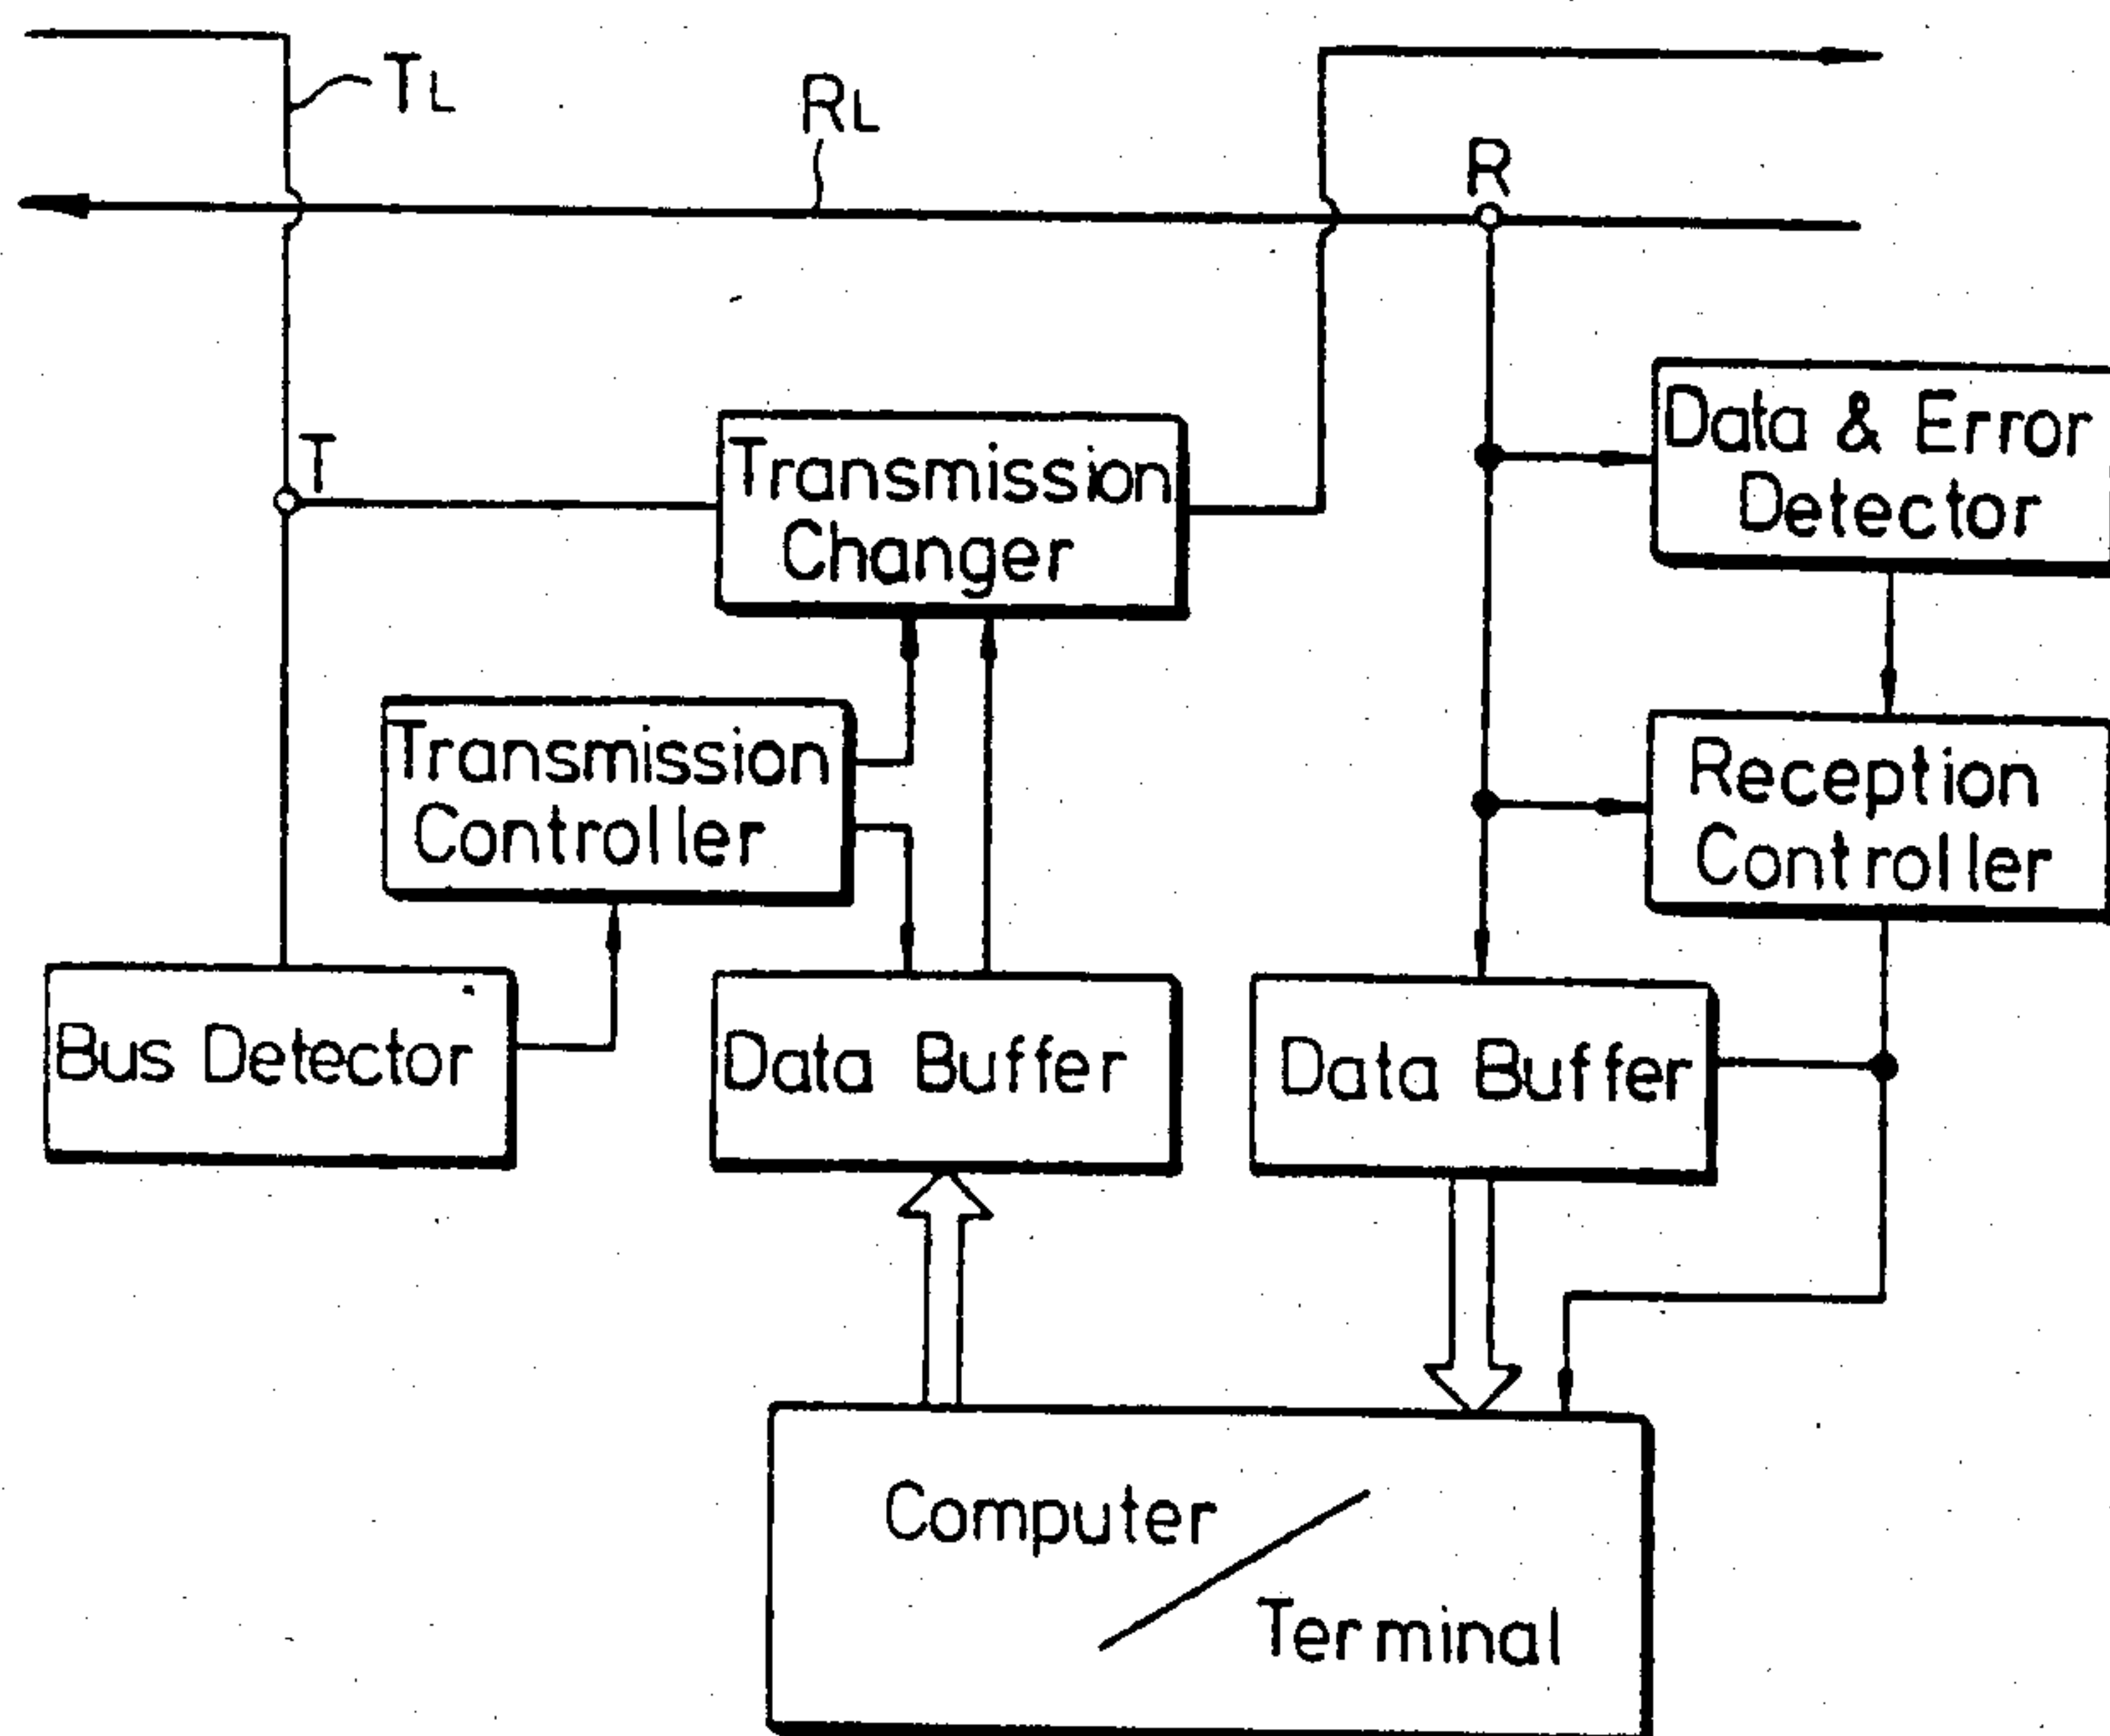 TL
RL
R
T
Transmission
Changer
Data & Error
Detector
Transmission
Controller
Reception
Controller
Bus Detector
Data Buffer
Data Buffer
Computer
Terminal